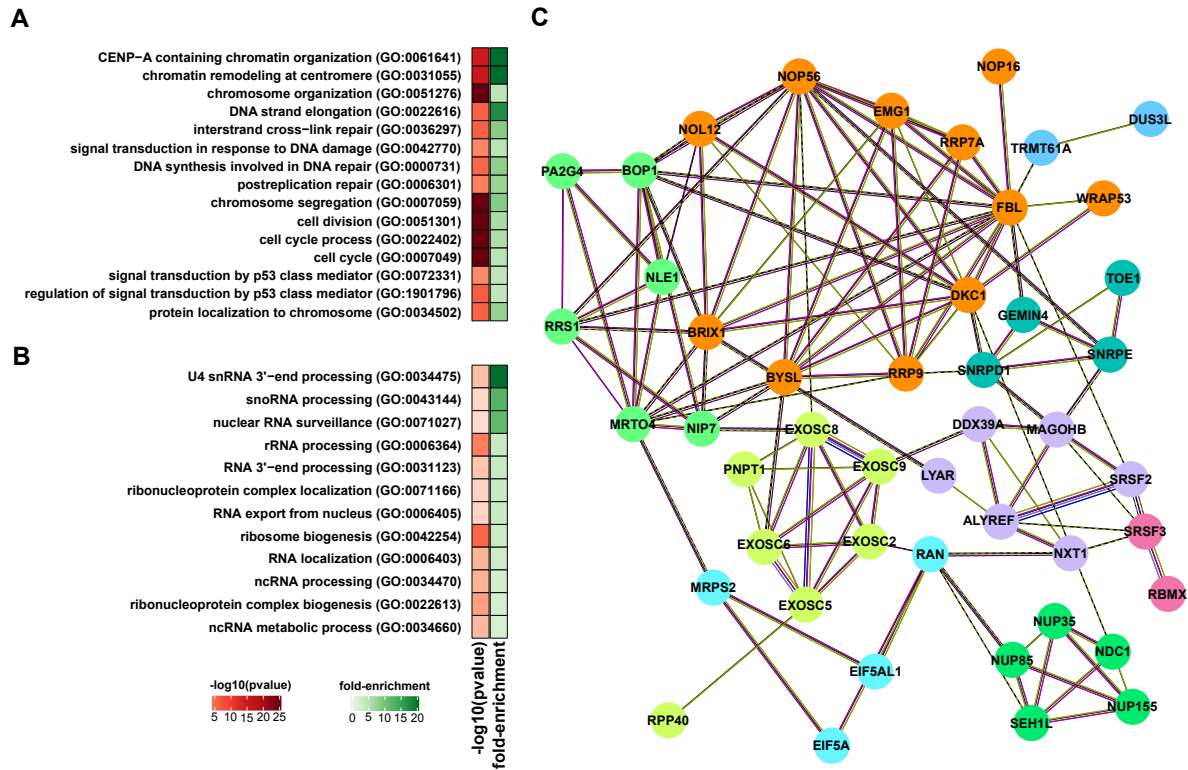 A
CENP−A containing chromatin organization (GO:0061641)
chromatin remodeling at centromere (GO:0031055)
chromosome organization (GO:0051276)
DNA strand elongation (GO:0022616)
interstrand cross−link repair (GO:0036297)
signal transduction in response to DNA damage (GO:0042770)
DNA synthesis involved in DNA repair (GO:0000731)
postreplication repair (GO:0006301)
chromosome segregation (GO:0007059)
cell division (GO:0051301)
cell cycle process (GO:0022402)
cell cycle (GO:0007049)
signal transduction by p53 class mediator (GO:0072331)
regulation of signal transduction by p53 class mediator (GO:1901796)
protein localization to chromosome (GO:0034502)
B
U4 snRNA 3'−end processing (GO:0034475)
snoRNA processing (GO:0043144)
nuclear RNA surveillance (GO:0071027)
rRNA processing (GO:0006364)
RNA 3'−end processing (GO:0031123)
ribonucleoprotein complex localization (GO:0071166)
RNA export from nucleus (GO:0006405)
ribosome biogenesis (GO:0042254)
RNA localization (GO:0006403)
ncRNA processing (GO:0034470)
ribonucleoprotein complex biogenesis (GO:0022613)
ncRNA metabolic process (GO:0034660)
-log10(pvalue)
5 10 15 20 25
fold-enrichment
0 5 10 15 20
-log10(pvalue)
fold-enrichment
C
NOP56
NOP16
EMG1
DUS3L
NOL12
RRP7A
TRMT61A
PA2G4
BOP1
WRAP53
FBL
NLE1
TOE1
DKC1
RRS1
BRIX1
GEMIN4
SNRPE
BYSL
RRP9
SNRPD1
MRTO4
NIP7
EXOSC8
DDX39A
MAGOHB
PNPT1
EXOSC9
LYAR
SRSF2
ALYREF
SRSF3
EXOSC6
EXOSC2
RAN
NXT1
MRPS2
EXOSC5
RBMX
NUP35
NUP85
NDC1
EIF5AL1
NUP155
RPP40
SEH1L
EIF5A